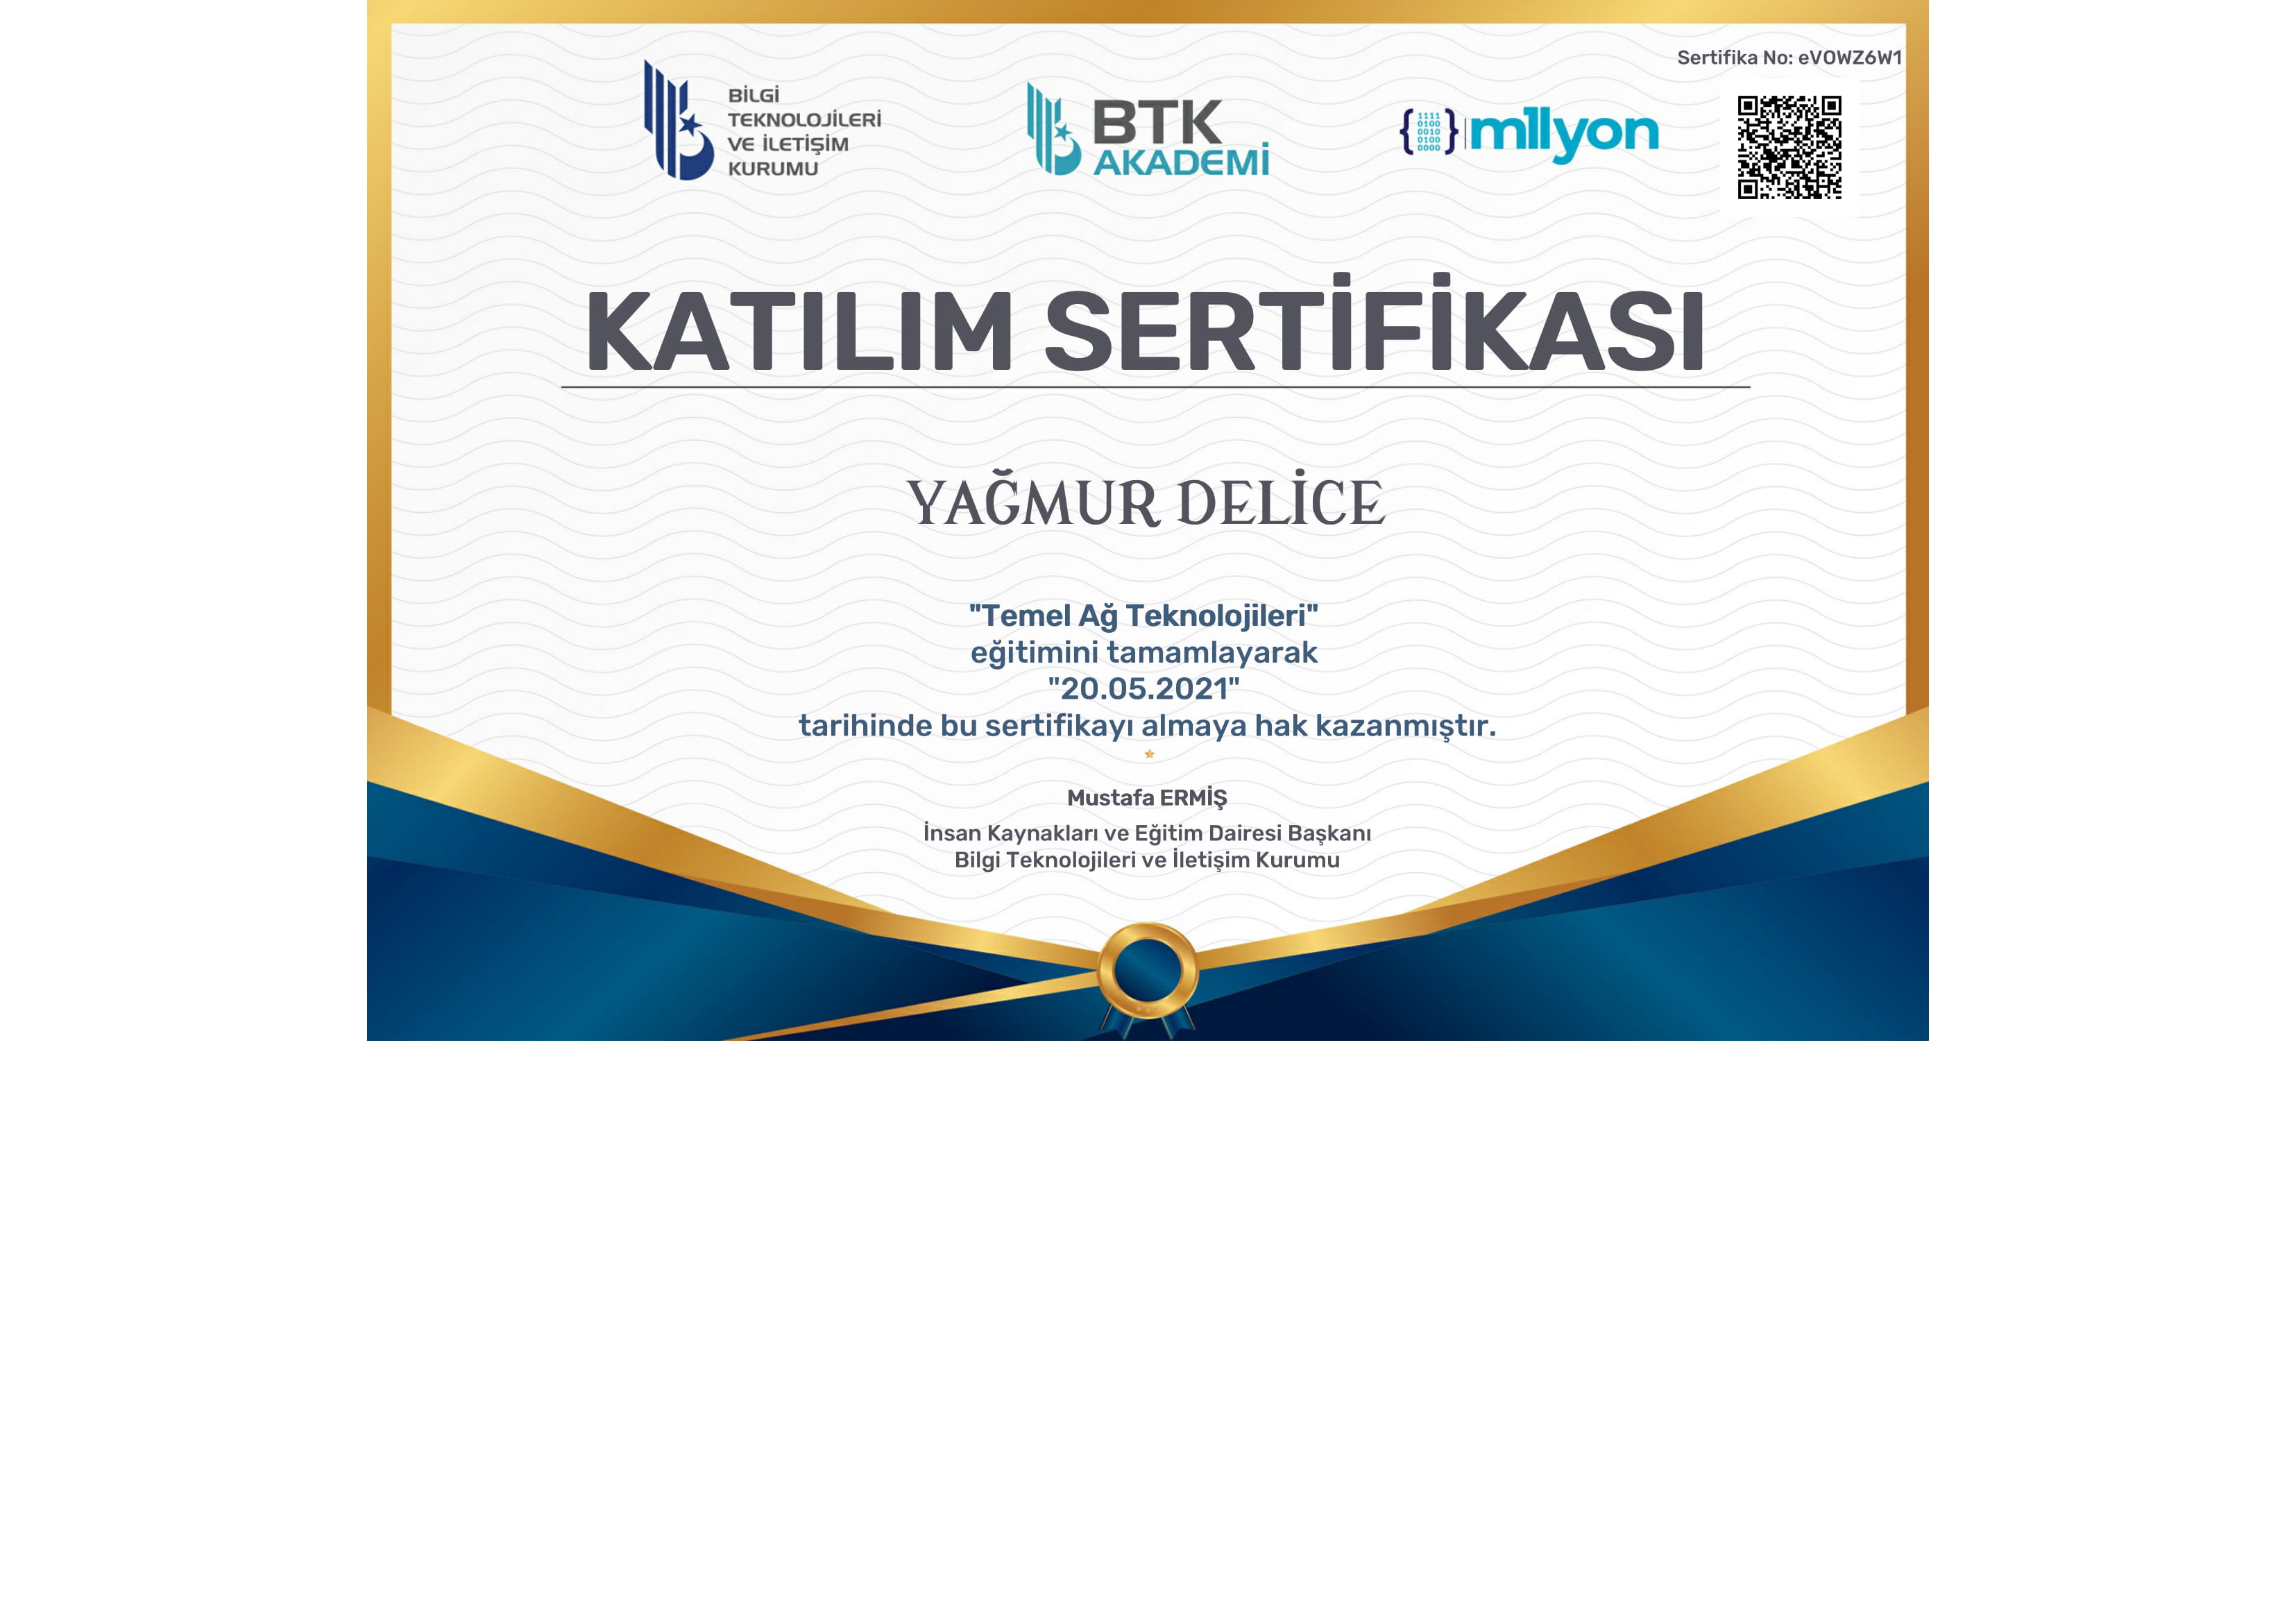 Sertifika No: eVOWZ6W1
BİLGİ
TEKNOLOJİLERİ
VE İLETİŞİM
KURUMU
BTK
AKADEMİ
1111
0100
0010
0100
0000
m1lyon
KATILIM SERTİFİKASI
YAĞMUR DELİCE
"Temel Ağ Teknolojileri"
eğitimini tamamlayarak
"20.05.2021"
tarihinde bu sertifikayı almaya hak kazanmıştır.
Mustafa ERMİŞ
İnsan Kaynakları ve Eğitim Dairesi Başkanı
Bilgi Teknolojileri ve İletişim Kurumu